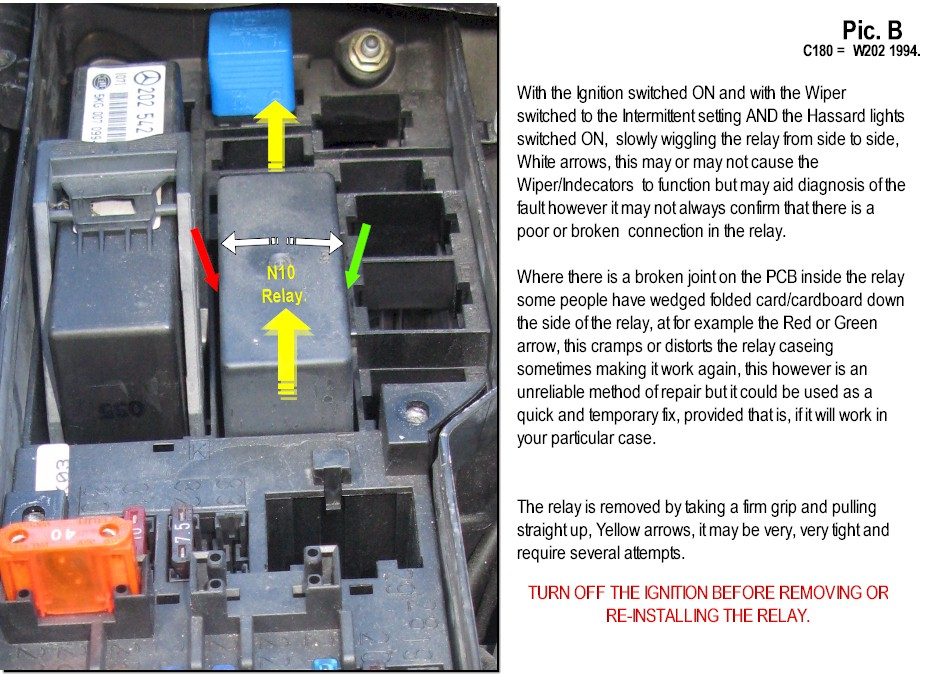 Pic. B
C180 = W202 1994.
With the Ignition switched ON and with the Wiper
switched to the Intermittent setting AND the Hassard lights
switched ON, slowly wiggling the relay from side to side,
White arrows, this may or may not cause the
Wiper/Indecators to function but may aid diagnosis of the
fault however it may not always confirm that there is a
poor or broken connection in the relay.
Where there is a broken joint on the PCB inside the relay
some people have wedged folded card/cardboard down
the side of the relay, at for example the Red or Green
arrow, this cramps or distorts the relay caseing
sometimes making it work again, this however is an
unreliable method of repair but it could be used as a
quick and temporary fix, provided that is, if it will work in
your particular case.
The relay is removed by taking a firm grip and pulling
straight up, Yellow arrows, it may be very, very tight and
require several attempts.
TURN OFF THE IGNITION BEFORE REMOVING OR
RE-INSTALLING THE RELAY.
202 542
5KG 007 099
N10
Relay.
035
03
40
10
7.5